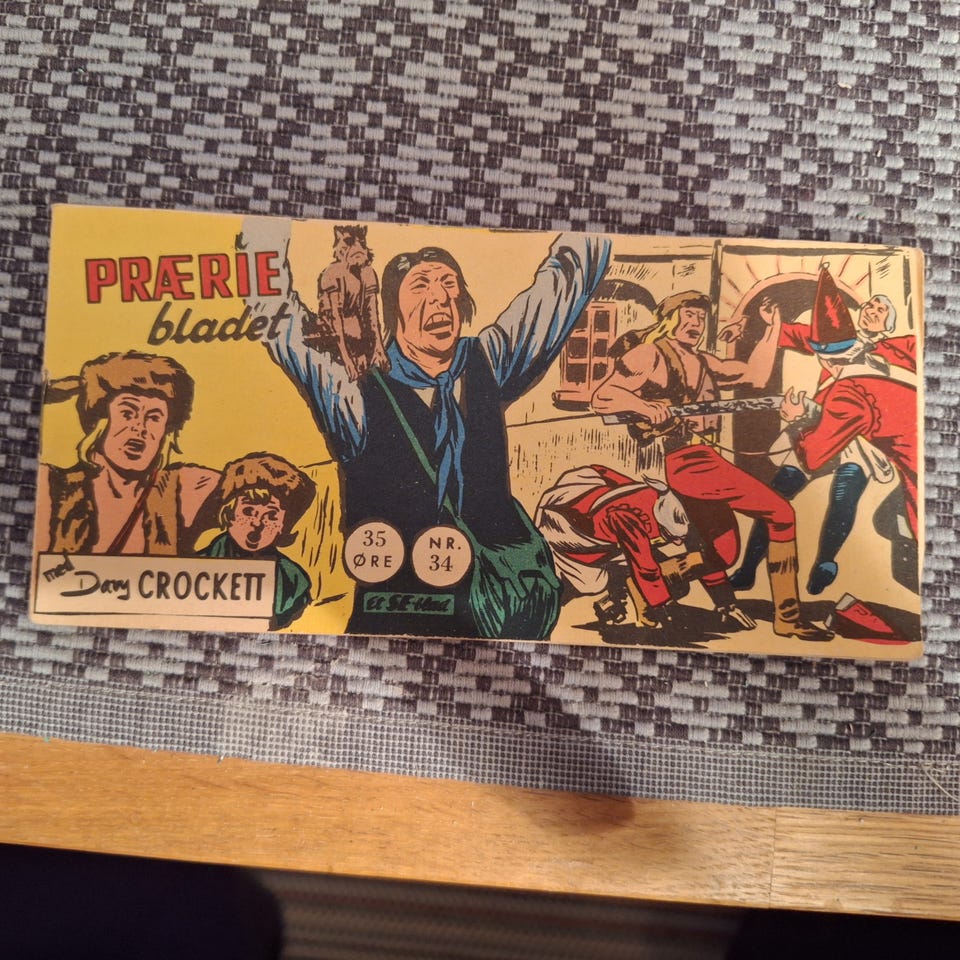 PRÆRIE
bladet
med Davy CROCKETT
35
ØRE
NR.
34
Et SE-blad